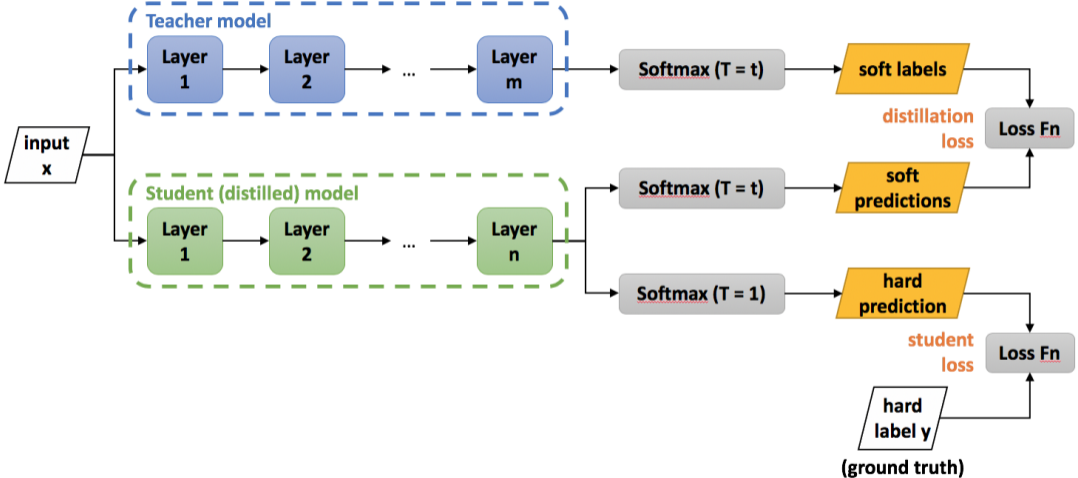 Teacher model
Layer
1
Layer
2
...
Layer
m
Softmax (T = t)
soft labels
distillation
loss
Loss Fn
input
x
Student (distilled) model
Layer
1
Layer
2
...
Layer
n
Softmax (T = t)
soft
predictions
Softmax (T = 1)
hard
prediction
student
loss
Loss Fn
hard
label y
(ground truth)